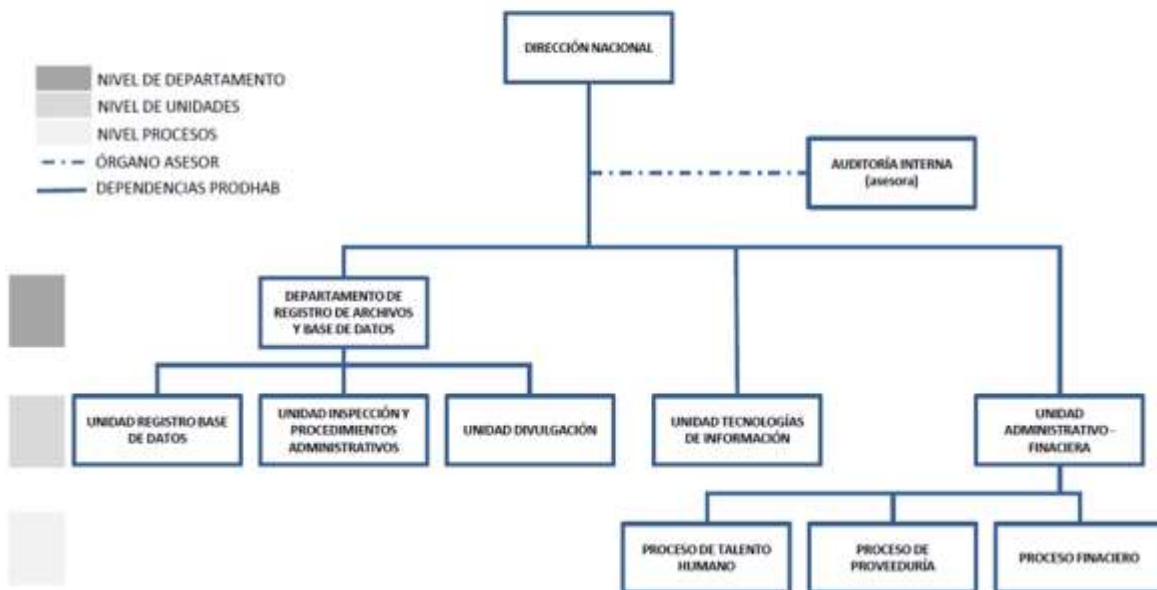 DIRECCIÓN NACIONAL
NIVEL DE DEPARTAMENTO
NIVEL DE UNIDADES
NIVEL PROCESOS
ÓRGANO ASESOR
DEPENDENCIAS PRODHAB
AUDITORÍA INTERNA
(asesora)
DEPARTAMENTO DE
REGISTRO DE ARCHIVOS
Y BASE DE DATOS
UNIDAD REGISTRO BASE
DE DATOS
UNIDAD INSPECCIÓN Y
PROCEDIMIENTOS
ADMINISTRATIVOS
UNIDAD DIVULGACIÓN
UNIDAD TECNOLOGÍAS
DE INFORMACIÓN
UNIDAD
ADMINISTRATIVO -
FINACIERA
PROCESO DE TALENTO
HUMANO
PROCESO DE
PROVEEDURÍA
PROCESO FINACIERO